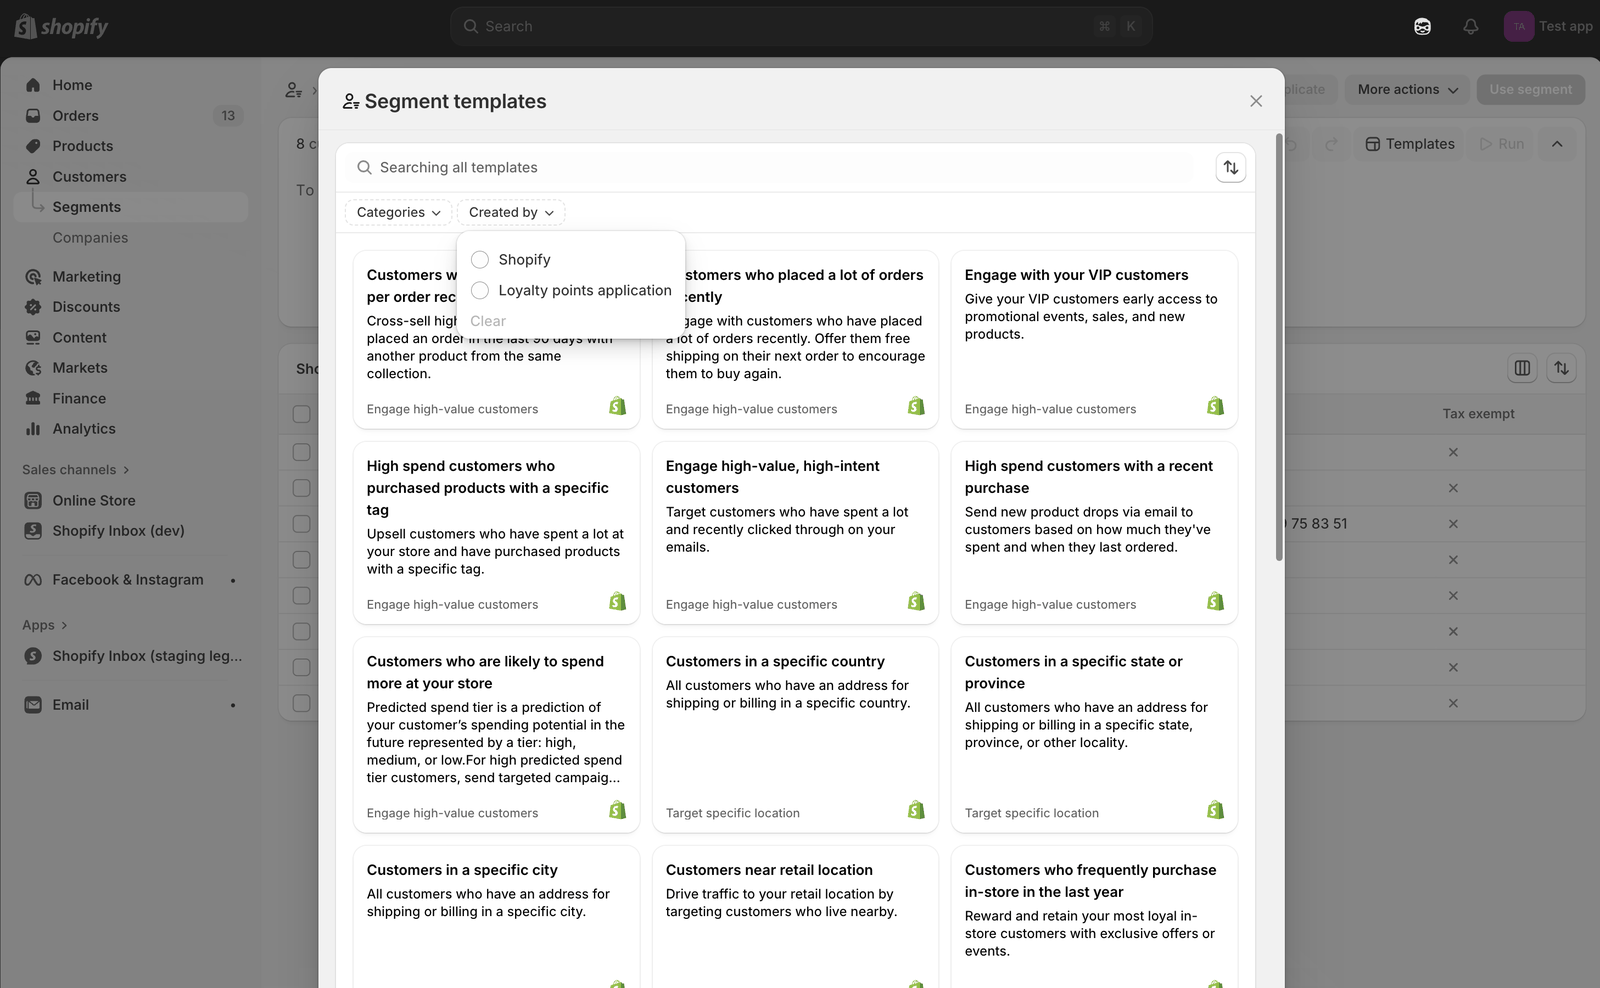 shopify
Search
⌘ K
TA
Test app
Home
Orders
13
Products
Customers
Segments
Companies
Marketing
Discounts
Content
Markets
Finance
Analytics
Sales channels
Online Store
Shopify Inbox (dev)
Facebook & Instagram
Apps
Shopify Inbox (staging leg...
Email
plicate
More actions
Use segment
8 c
Templates
Run
To
Sho
Tax exempt
75 83 51
Segment templates
Searching all templates
Categories
Created by
Shopify
Loyalty points application
Clear
Customers w
per order rec
Cross-sell high
placed an order in the last 90 days with
another product from the same
collection.
Engage high-value customers
stomers who placed a lot of orders
cently
gage with customers who have placed
a lot of orders recently. Offer them free
shipping on their next order to encourage
them to buy again.
Engage high-value customers
Engage with your VIP customers
Give your VIP customers early access to
promotional events, sales, and new
products.
Engage high-value customers
High spend customers who
purchased products with a specific
tag
Upsell customers who have spent a lot at
your store and have purchased products
with a specific tag.
Engage high-value customers
Engage high-value, high-intent
customers
Target customers who have spent a lot
and recently clicked through on your
emails.
Engage high-value customers
High spend customers with a recent
purchase
Send new product drops via email to
customers based on how much they've
spent and when they last ordered.
Engage high-value customers
Customers who are likely to spend
more at your store
Predicted spend tier is a prediction of
your customer’s spending potential in the
future represented by a tier: high,
medium, or low.For high predicted spend
tier customers, send targeted campaig...
Engage high-value customers
Customers in a specific country
All customers who have an address for
shipping or billing in a specific country.
Target specific location
Customers in a specific state or
province
All customers who have an address for
shipping or billing in a specific state,
province, or other locality.
Target specific location
Customers in a specific city
All customers who have an address for
shipping or billing in a specific city.
Customers near retail location
Drive traffic to your retail location by
targeting customers who live nearby.
Customers who frequently purchase
in-store in the last year
Reward and retain your most loyal in-
store customers with exclusive offers or
events.